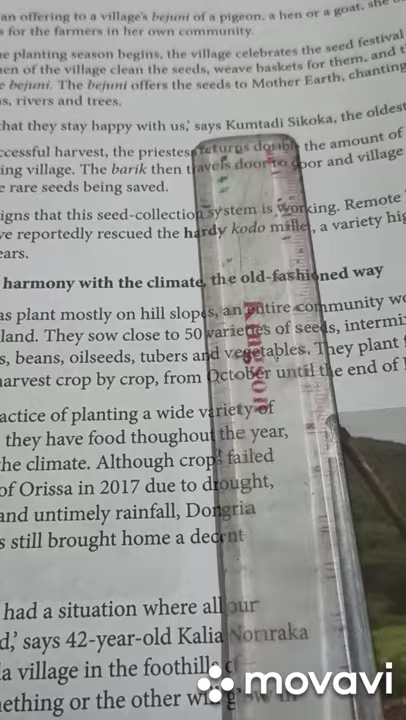 an offering to a village's bejuni of a pigeon, a hen or a goat, she
s for the farmers in her own community.
e planting season begins, the village celebrates the seed festival
en of the village clean the seeds, weave baskets for them, and t
e bejuni. The bejuni offers the seeds to Mother Earth, chanting
s, rivers and trees.
that they stay happy with us,' says Kumtadi Sikoka, the oldest
ccessful harvest, the priestess returns double the amount of
ing village. The barik then travels door to door and village
e rare seeds being saved.
igns that this seed-collection system is working. Remote
ve reportedly rescued the hardy kodo millet, a variety hig
ears.
harmony with the climate, the old-fashioned way
as plant mostly on hill slopes, an entire community wo
land. They sow close to 50 varieties of seeds, intermi
s, beans, oilseeds, tubers and vegetables. They plant
harvest crop by crop, from October until the end of
actice of planting a wide variety of
they have food thoughout the year,
he climate. Although crops failed
of Orissa in 2017 due to drought,
and untimely rainfall, Dongria
s still brought home a decent
had a situation where all our
d,' says 42-year-old Kalia Nomraka
la village in the foothills of
nething or the other will
movavi